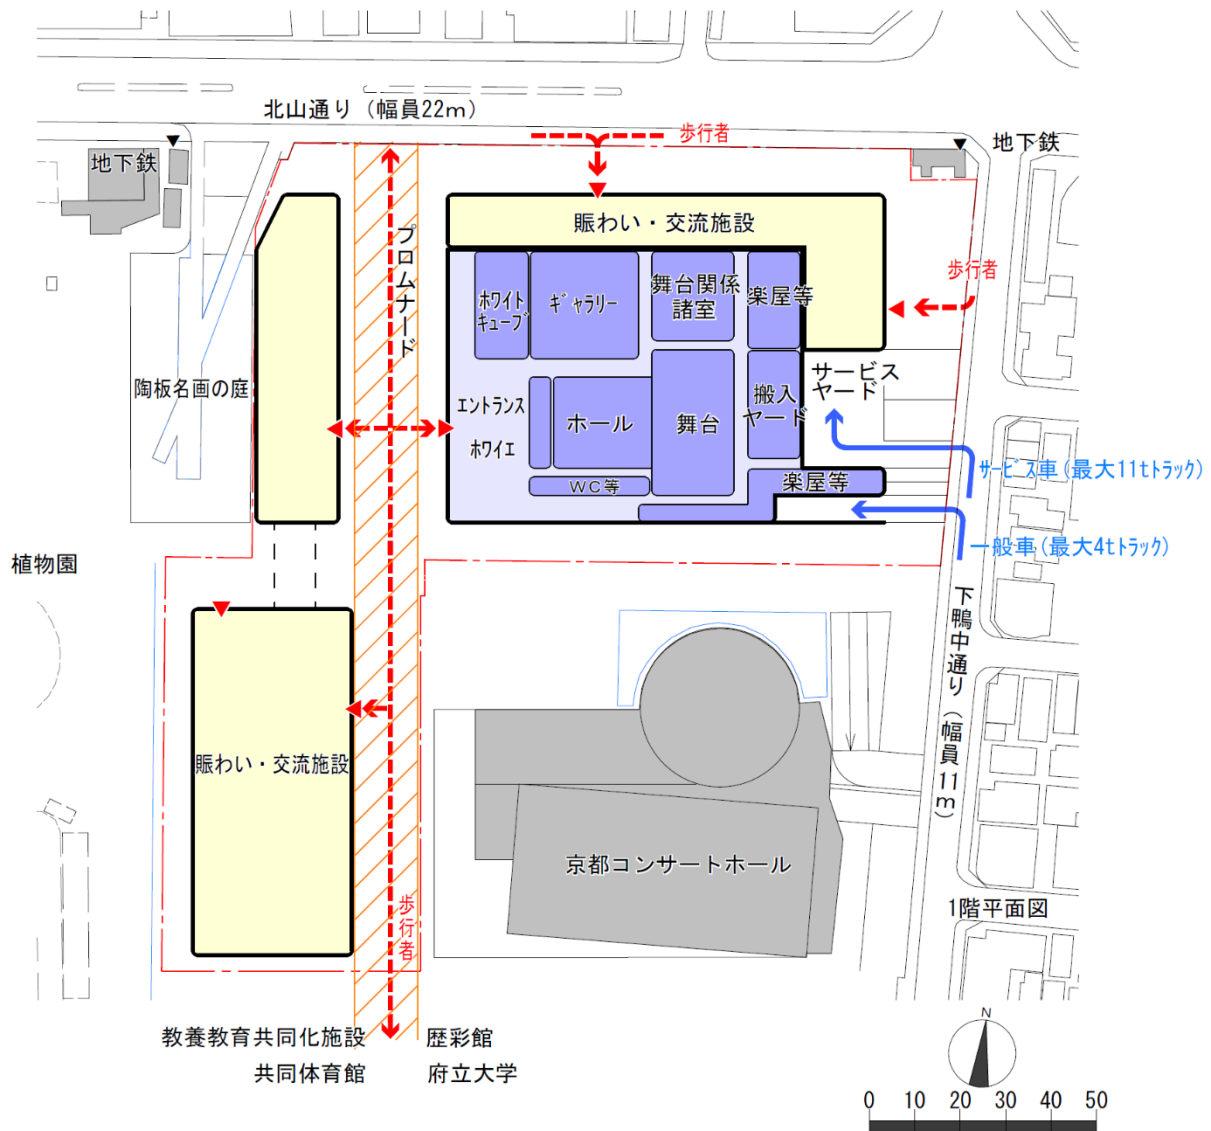 北山通り（幅員22m）
歩行者
地下鉄
地下鉄
賑わい・交流施設
プロムナード
歩行者
ホワイト
キューブ
ギャラリー
舞台関係
諸室
楽屋等
陶板名画の庭
サービス
ヤード
搬入
ヤード
エントランス
ホワイエ
ホール
舞台
WC等
楽屋等
サービス車(最大11tトラック)
一般車(最大4tトラック)
植物園
下鴨中通り（幅員11m）
賑わい・交流施設
京都コンサートホール
歩行者
1階平面図
教養教育共同化施設
歴彩館
共同体育館
府立大学
N
0 10 20 30 40 50